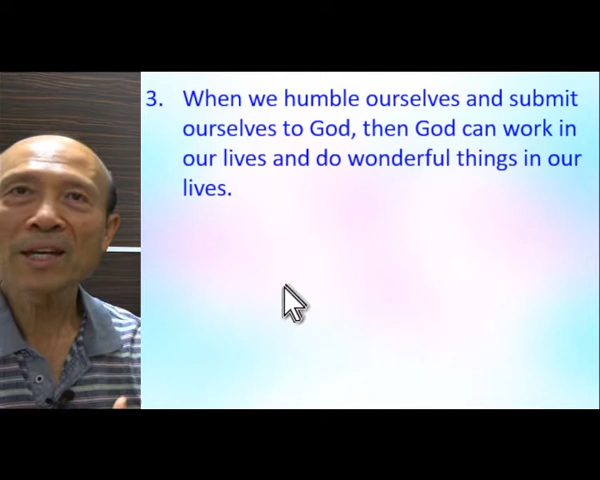 3. When we humble ourselves and submit
ourselves to God, then God can work in
our lives and do wonderful things in our
lives.